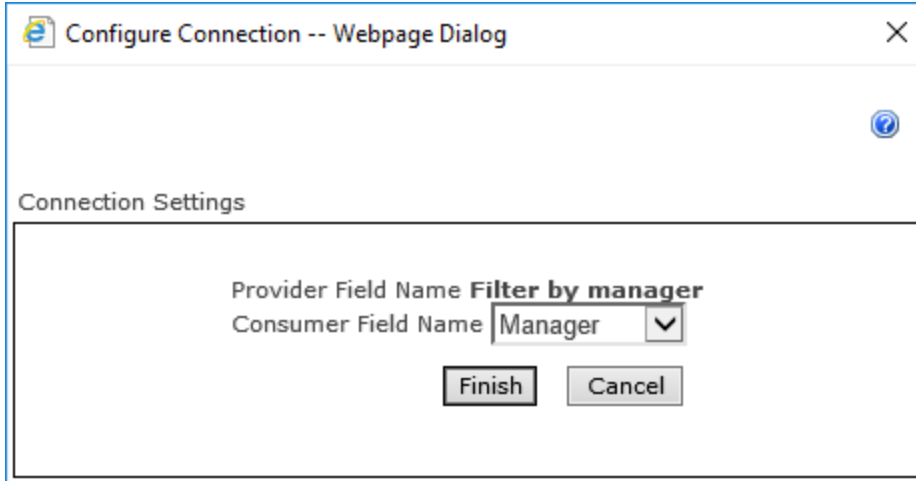 Configure Connection -- Webpage Dialog
Connection Settings
Provider Field Name Filter by manager
Consumer Field Name Manager
Finish Cancel